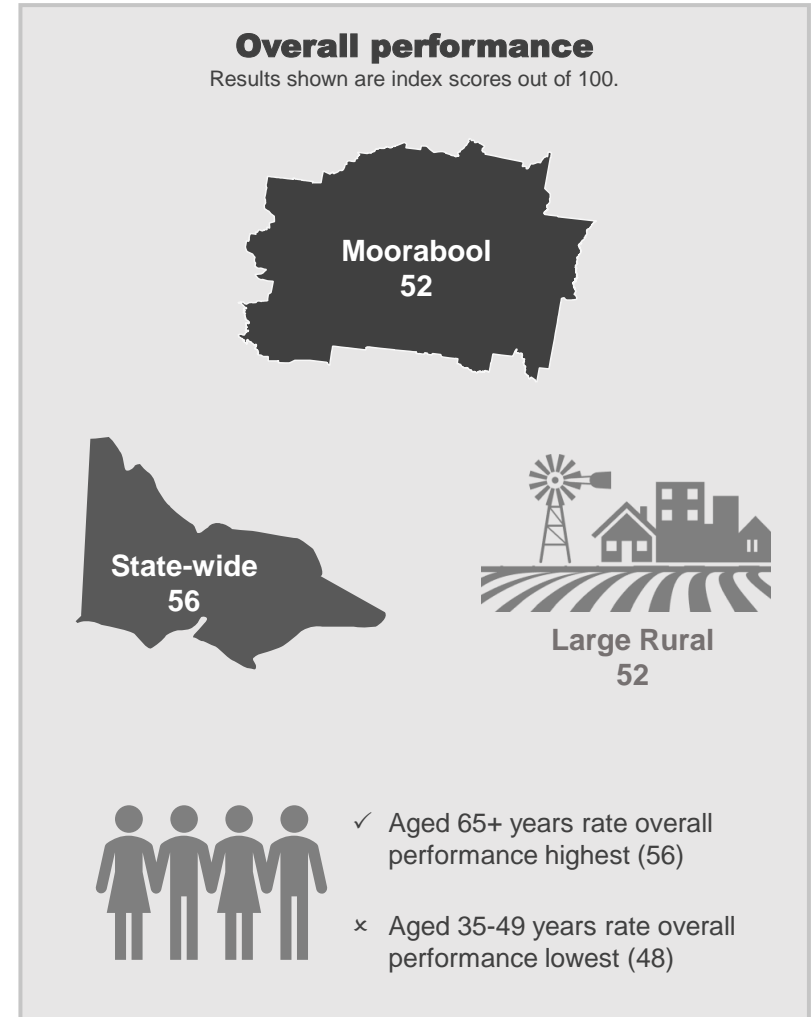 Overall performance
Results shown are index scores out of 100.
Moorabool
52
State-wide
56
Large Rural
52
✓ Aged 65+ years rate overall
performance highest (56)
× Aged 35-49 years rate overall
performance lowest (48)